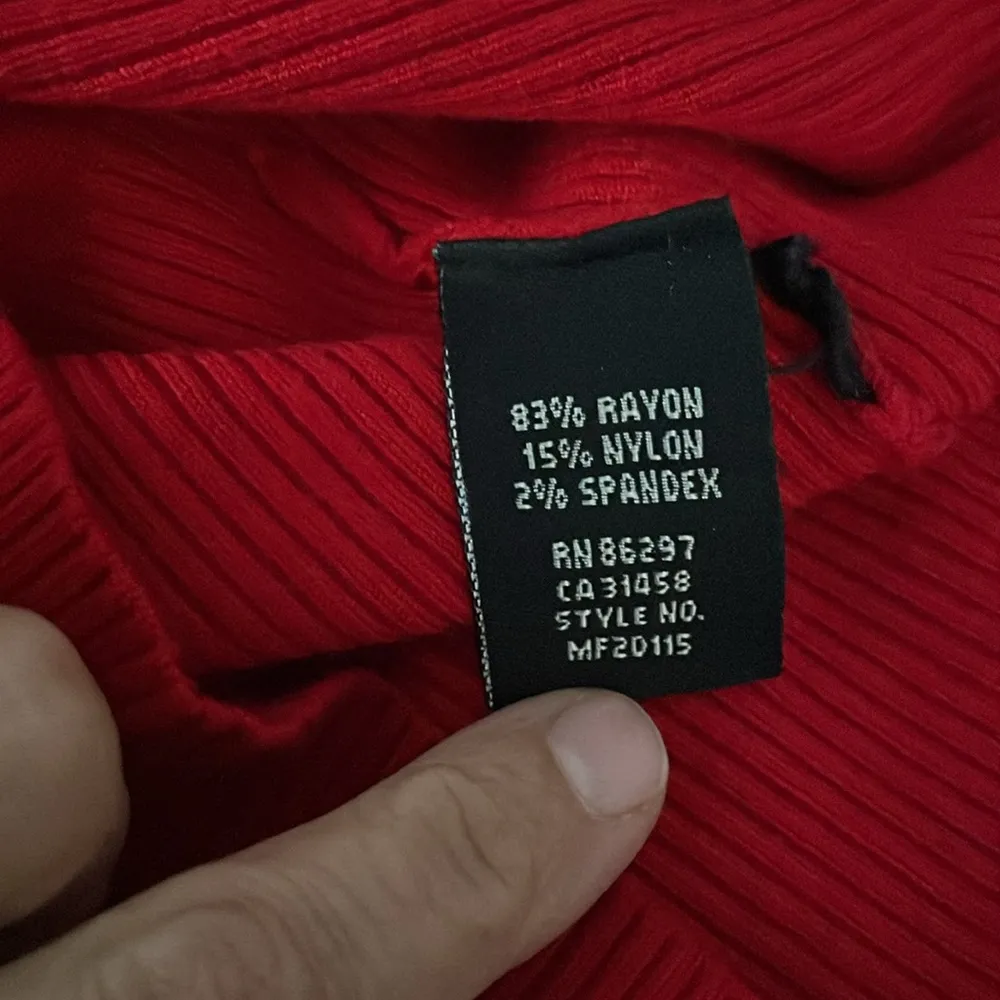 83% RAYON
15% NYLON
2% SPANDEX
RN 86297
CA 31458
STYLE NO.
MF20115